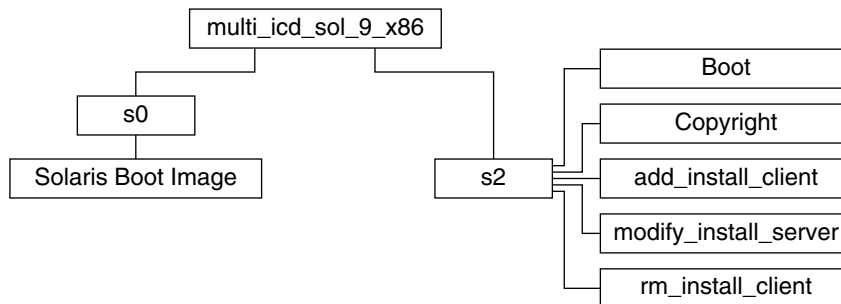 multi_icd_sol_9_x86
s0
Solaris Boot Image
s2
Boot
Copyright
add_install_client
modify_install_server
rm_install_client